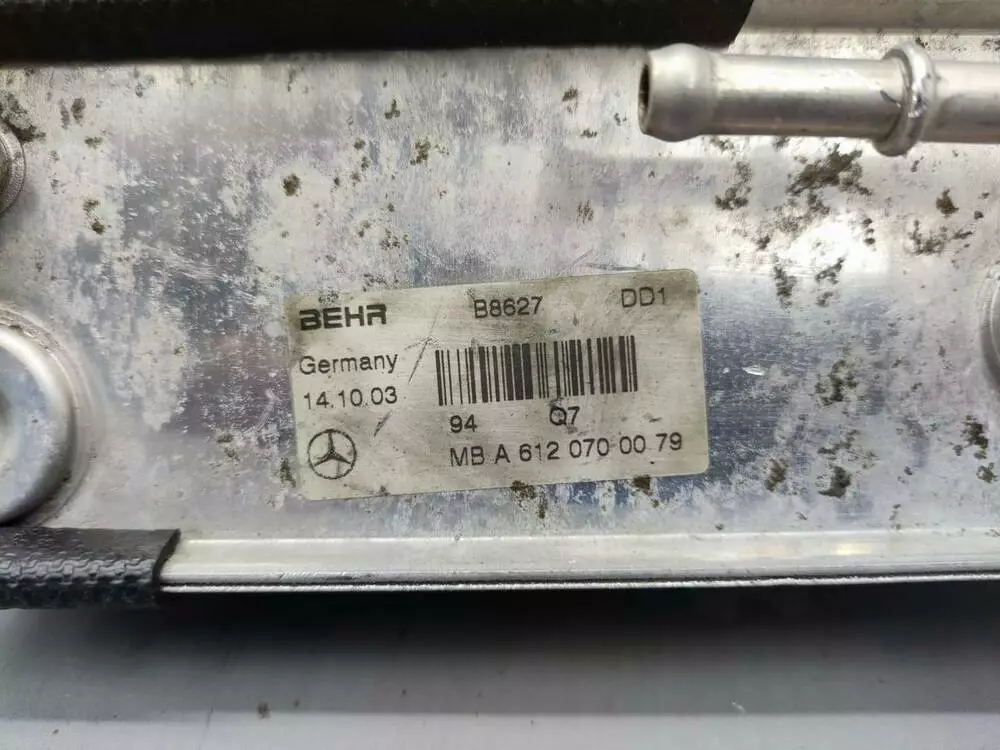 BEHR B8627 DD1
Germany
14.10.03
94 Q7
MB A 612 070 00 79